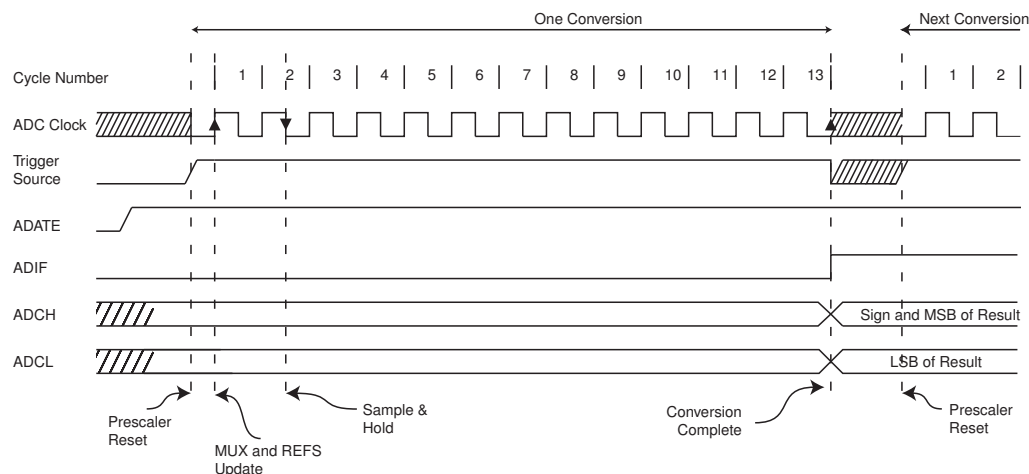 One Conversion
Next Conversion
Cycle Number
1 2 3 4 5 6 7 8 9 10 11 12 13 1 2
ADC Clock
Trigger
Source
ADATE
ADIF
ADCH
Sign and MSB of Result
ADCL
LSB of Result
Prescaler
Reset
MUX and REFS
Update
Sample &
Hold
Conversion
Complete
Prescaler
Reset